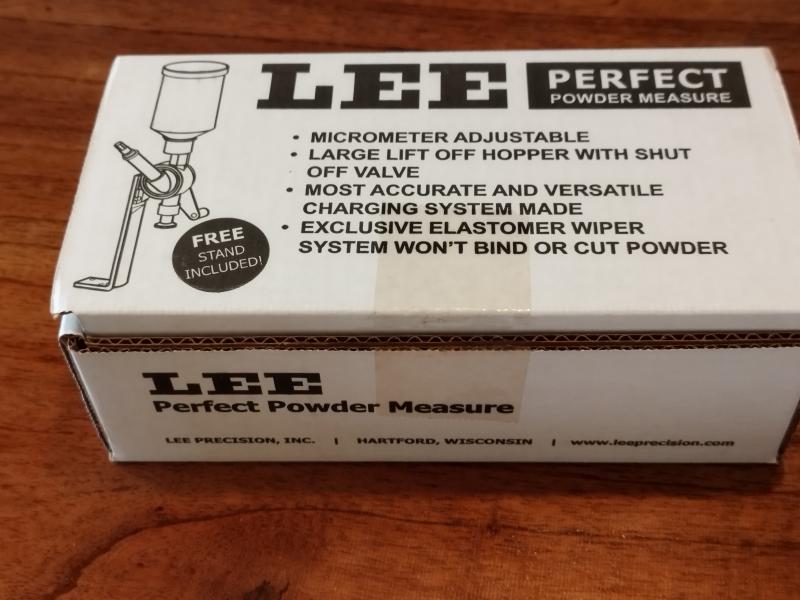 LEE
PERFECT
POWDER MEASURE
• MICROMETER ADJUSTABLE
• LARGE LIFT OFF HOPPER WITH SHUT
OFF VALVE
• MOST ACCURATE AND VERSATILE
CHARGING SYSTEM MADE
• EXCLUSIVE ELASTOMER WIPER
SYSTEM WON'T BIND OR CUT POWDER
FREE
STAND
INCLUDED!
LEE
Perfect Powder Measure
LEE PRECISION, INC. | HARTFORD, WISCONSIN | www.leeprecision.com